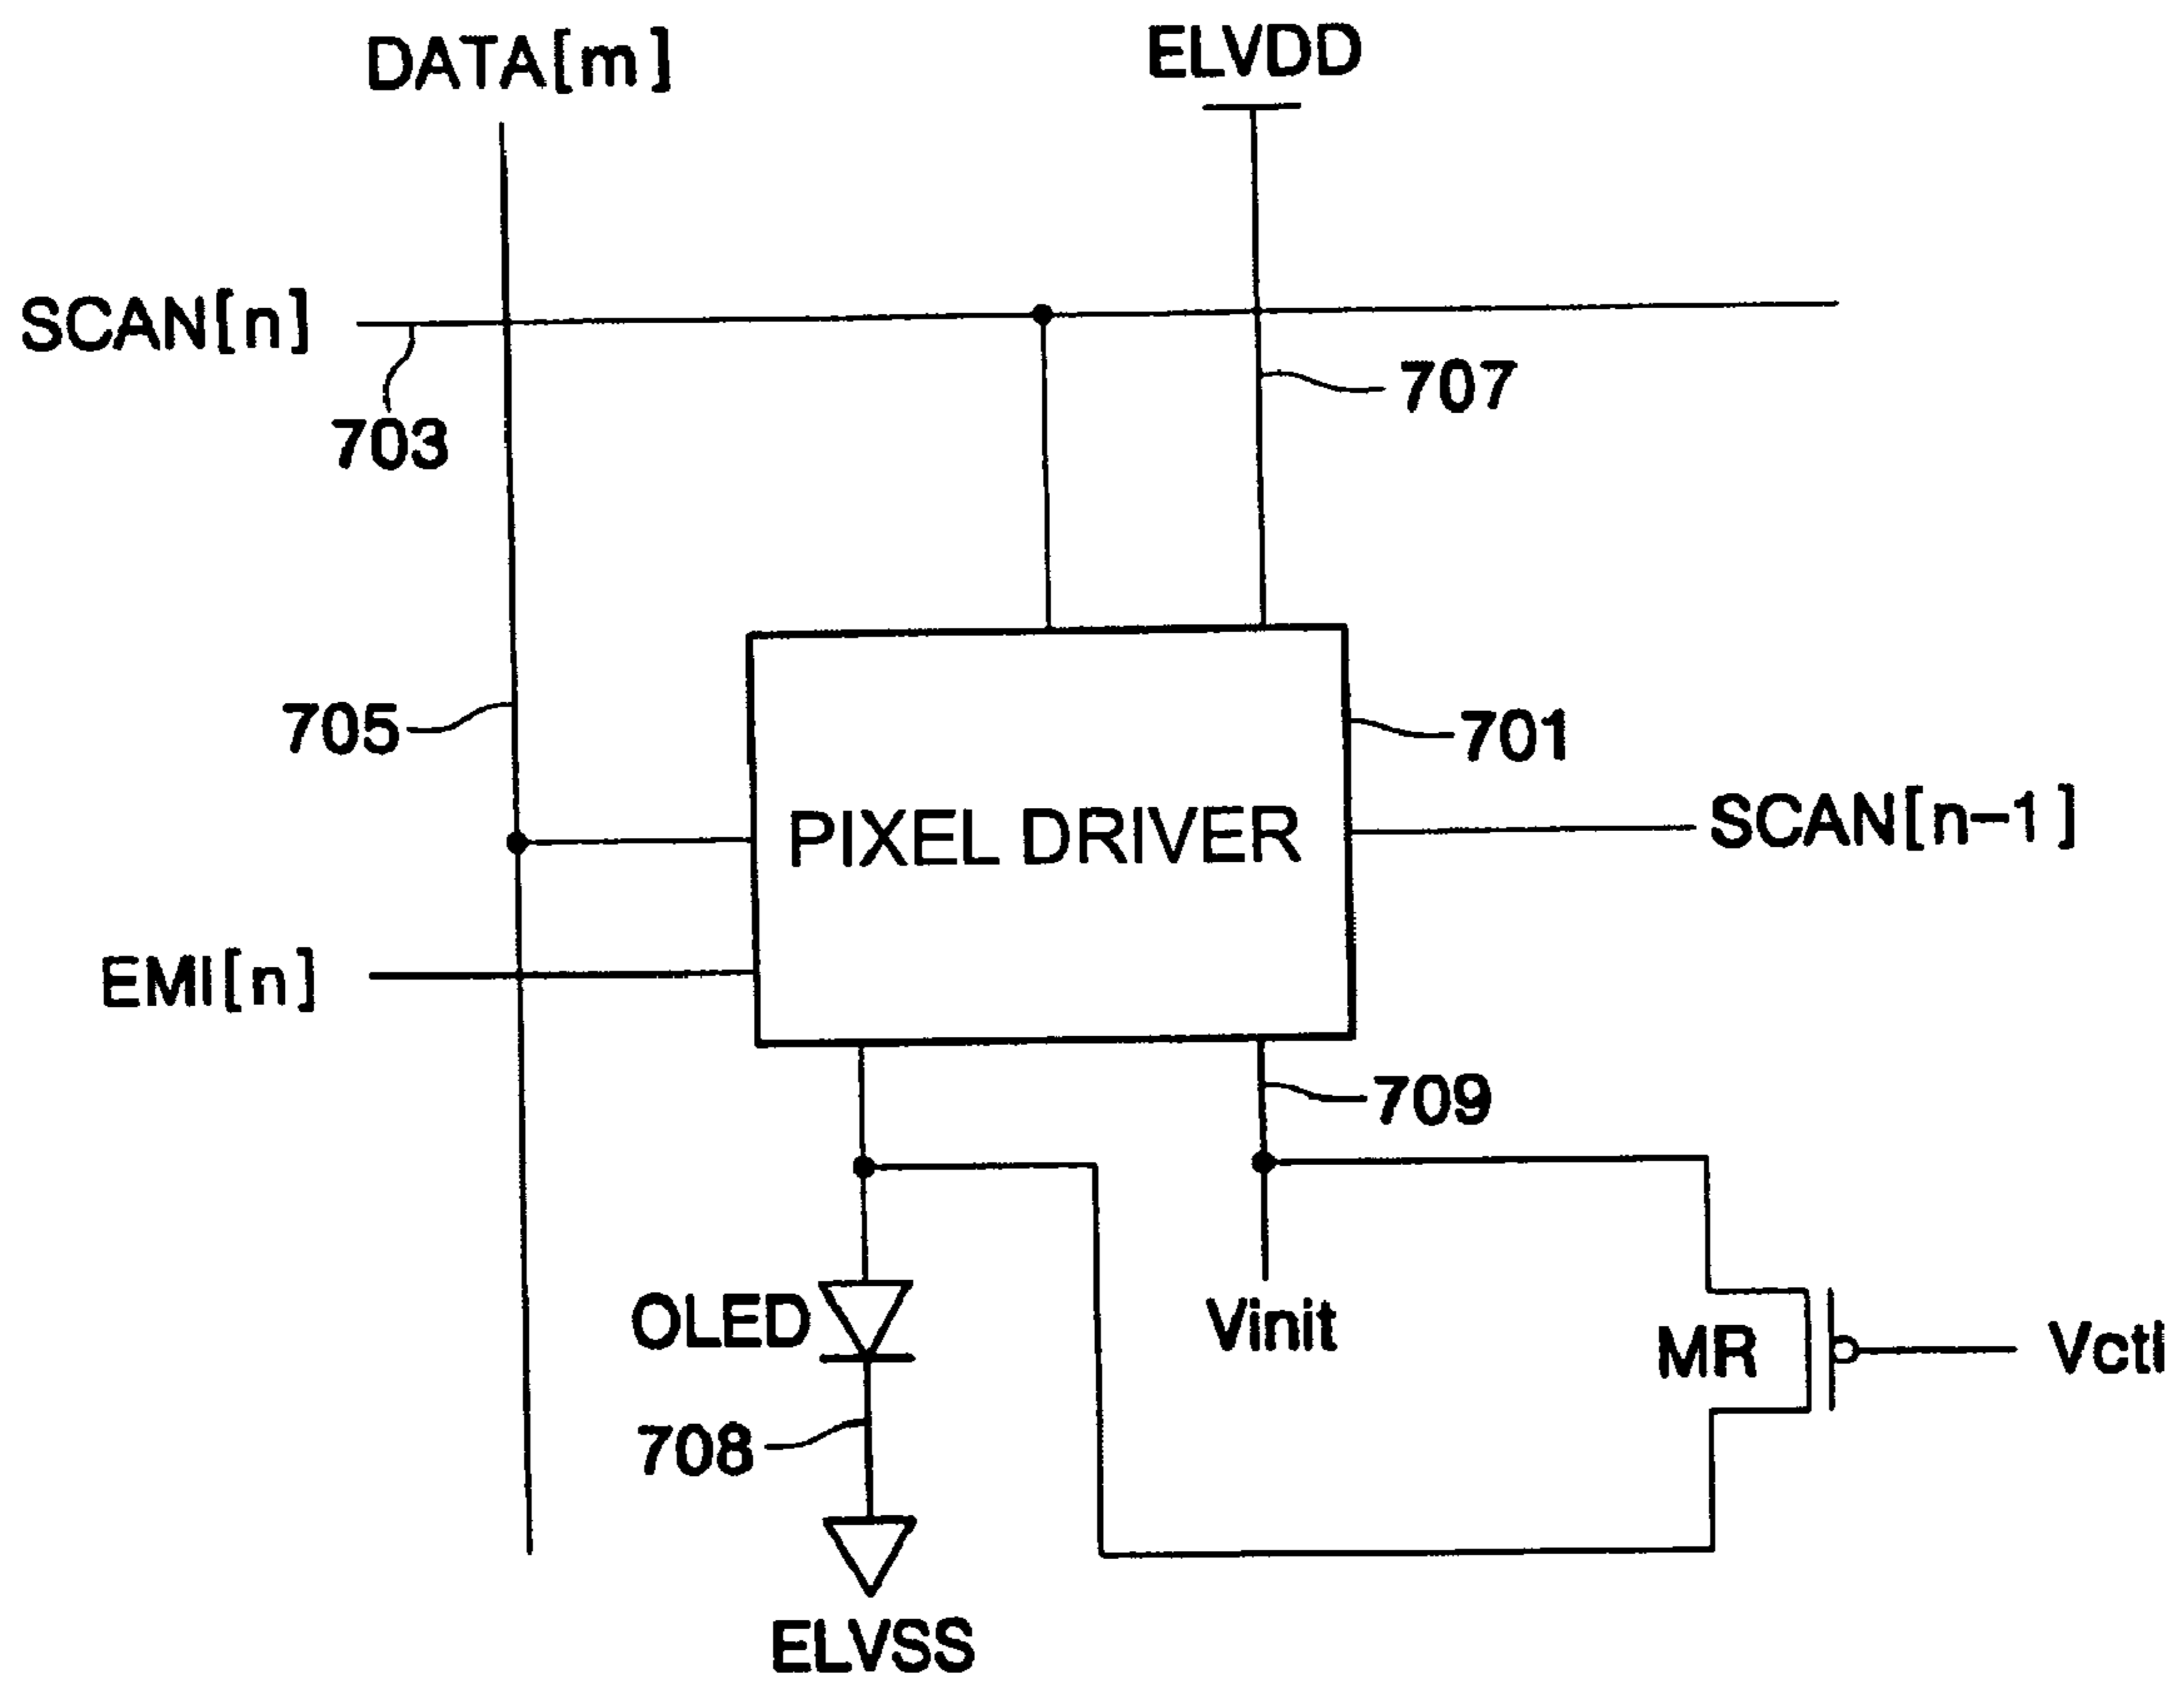 DATA[m]
ELVDD
SCAN[n]
707
703
705
701
PIXEL DRIVER
SCAN[n-1]
EMI[n]
709
OLED
Vinit
MR
Vctl
708
ELVSS